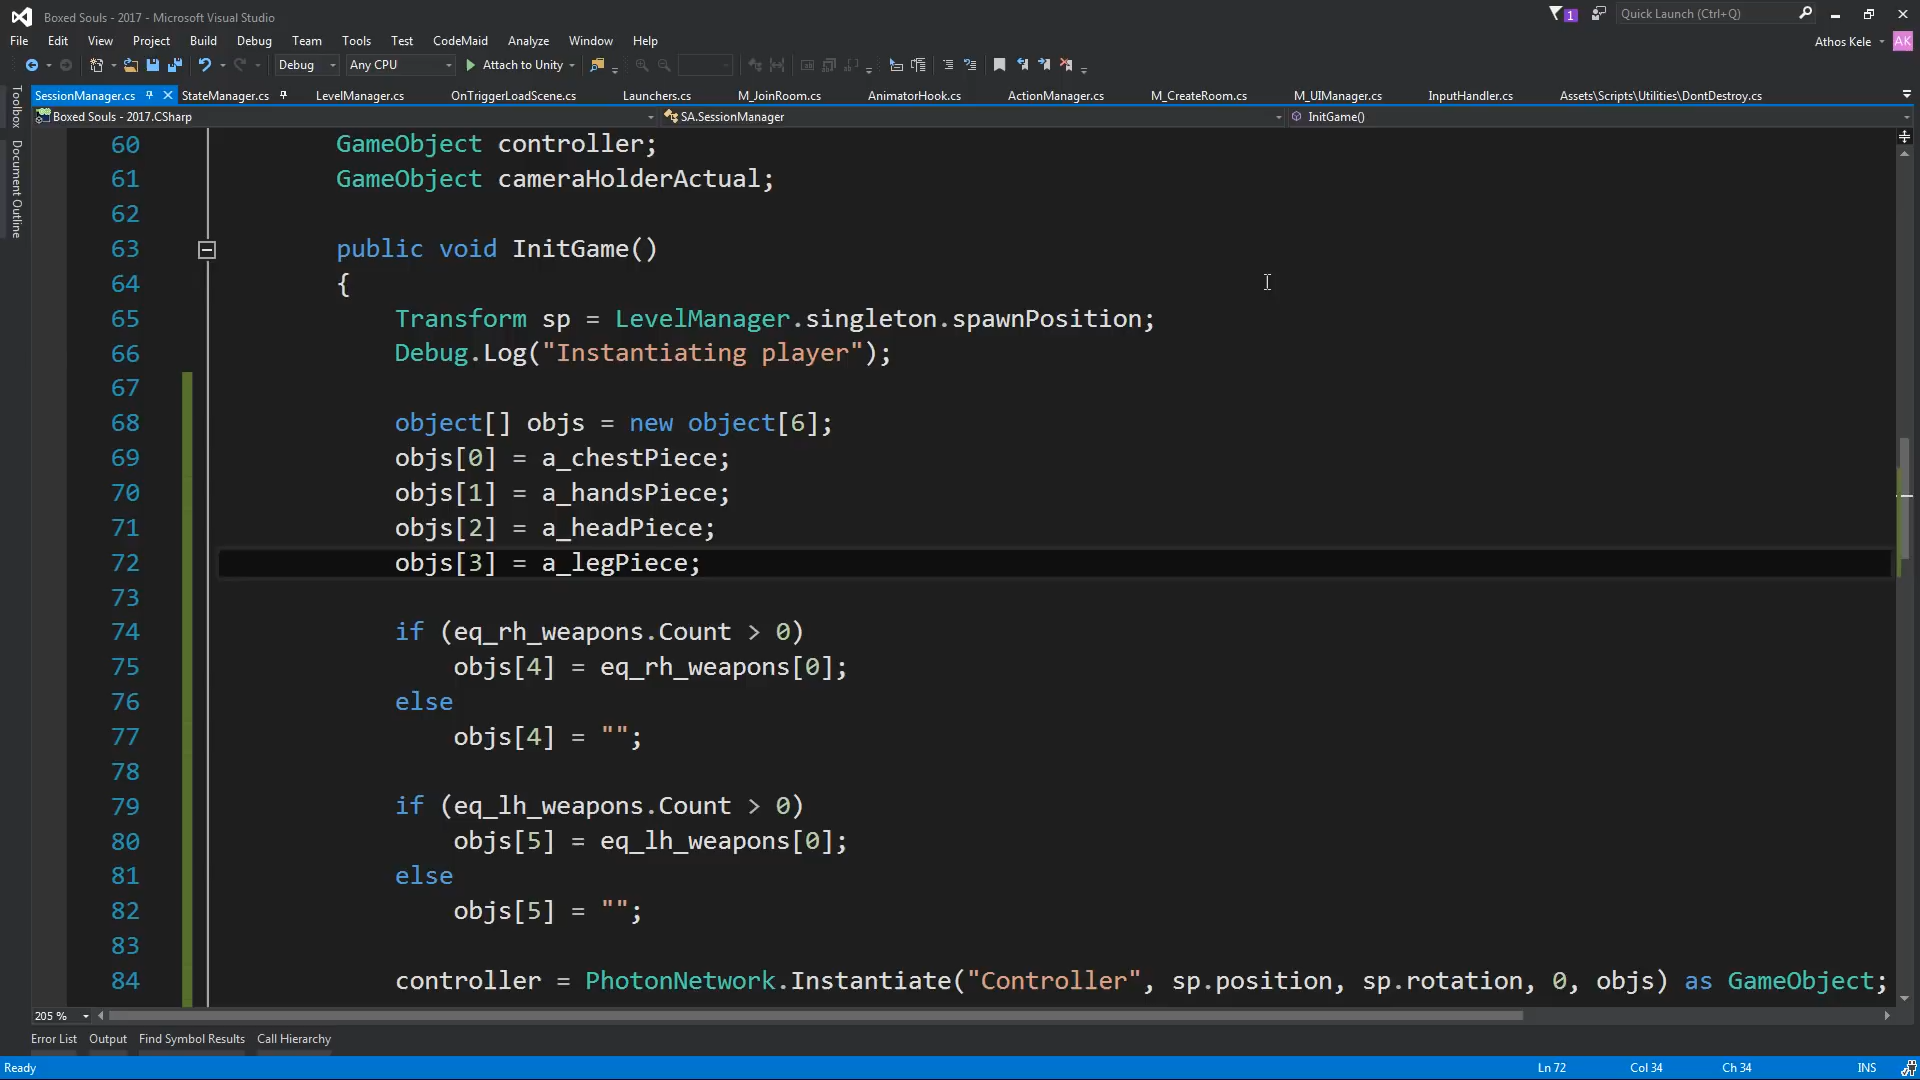 Boxed Souls - 2017 - Microsoft Visual Studio
1
Quick Launch (Ctrl+Q)
File Edit View Project Build Debug Team Tools Test CodeMaid Analyze Window Help
Athos Kele AK
Debug Any CPU Attach to Unity
SessionManager.cs StateManager.cs LevelManager.cs OnTriggerLoadScene.cs Launchers.cs M_JoinRoom.cs AnimatorHook.cs ActionManager.cs M_CreateRoom.cs M_UIManager.cs InputHandler.cs Assets\Scripts\Utilities\DontDestroy.cs
Toolbox
Document Outline
Boxed Souls - 2017.CSharp SA.SessionManager InitGame()
60 GameObject controller;
61 GameObject cameraHolderActual;
62
63 public void InitGame()
64 {
65 Transform sp = LevelManager.singleton.spawnPosition;
66 Debug.Log("Instantiating player");
67
68 object[] objs = new object[6];
69 objs[0] = a_chestPiece;
70 objs[1] = a_handsPiece;
71 objs[2] = a_headPiece;
72 objs[3] = a_legPiece;
73
74 if (eq_rh_weapons.Count > 0)
75 objs[4] = eq_rh_weapons[0];
76 else
77 objs[4] = "";
78
79 if (eq_lh_weapons.Count > 0)
80 objs[5] = eq_lh_weapons[0];
81 else
82 objs[5] = "";
83
84 controller = PhotonNetwork.Instantiate("Controller", sp.position, sp.rotation, 0, objs) as GameObject;
205 %
Error List Output Find Symbol Results Call Hierarchy
Ready Ln 72 Col 34 Ch 34 INS